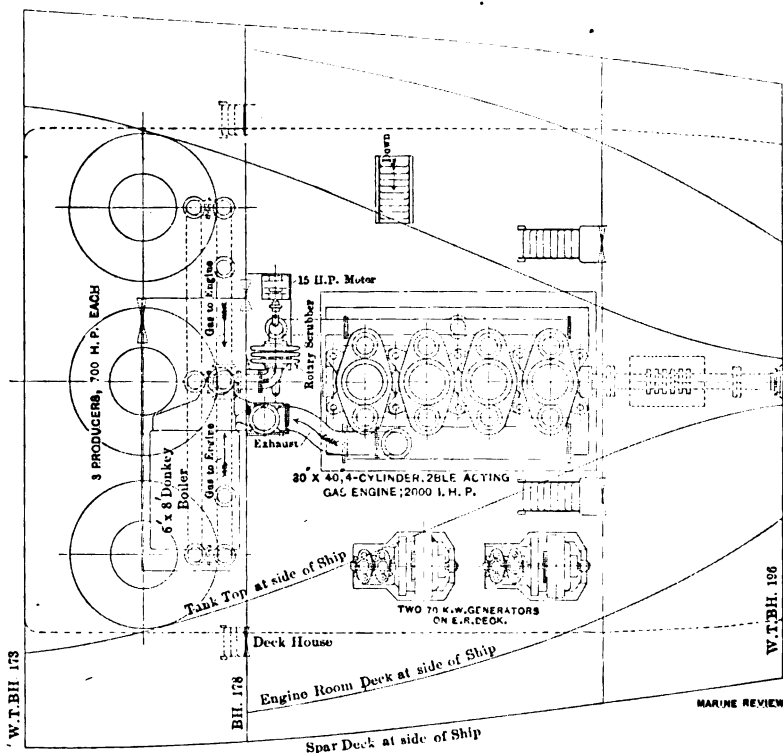 Down
15 H.P. Motor
Rotary Scrubber
Gas to Engine
Gas to Engine
3 PRODUCERS, 700 H.P. EACH
6' x 8' Donkey
Boiler
Exhaust
30" X 40", 4-CYLINDER, 2BLE ACTING
GAS ENGINE; 2000 I.H.P.
Tank Top at side of Ship
TWO 70 K.W. GENERATORS
ON E.R. DECK.
Deck House
W.T. BH. 173
BH. 178
W.T. BH. 196
Engine Room Deck at side of Ship
MARINE REVIEW
Spar Deck at side of Ship